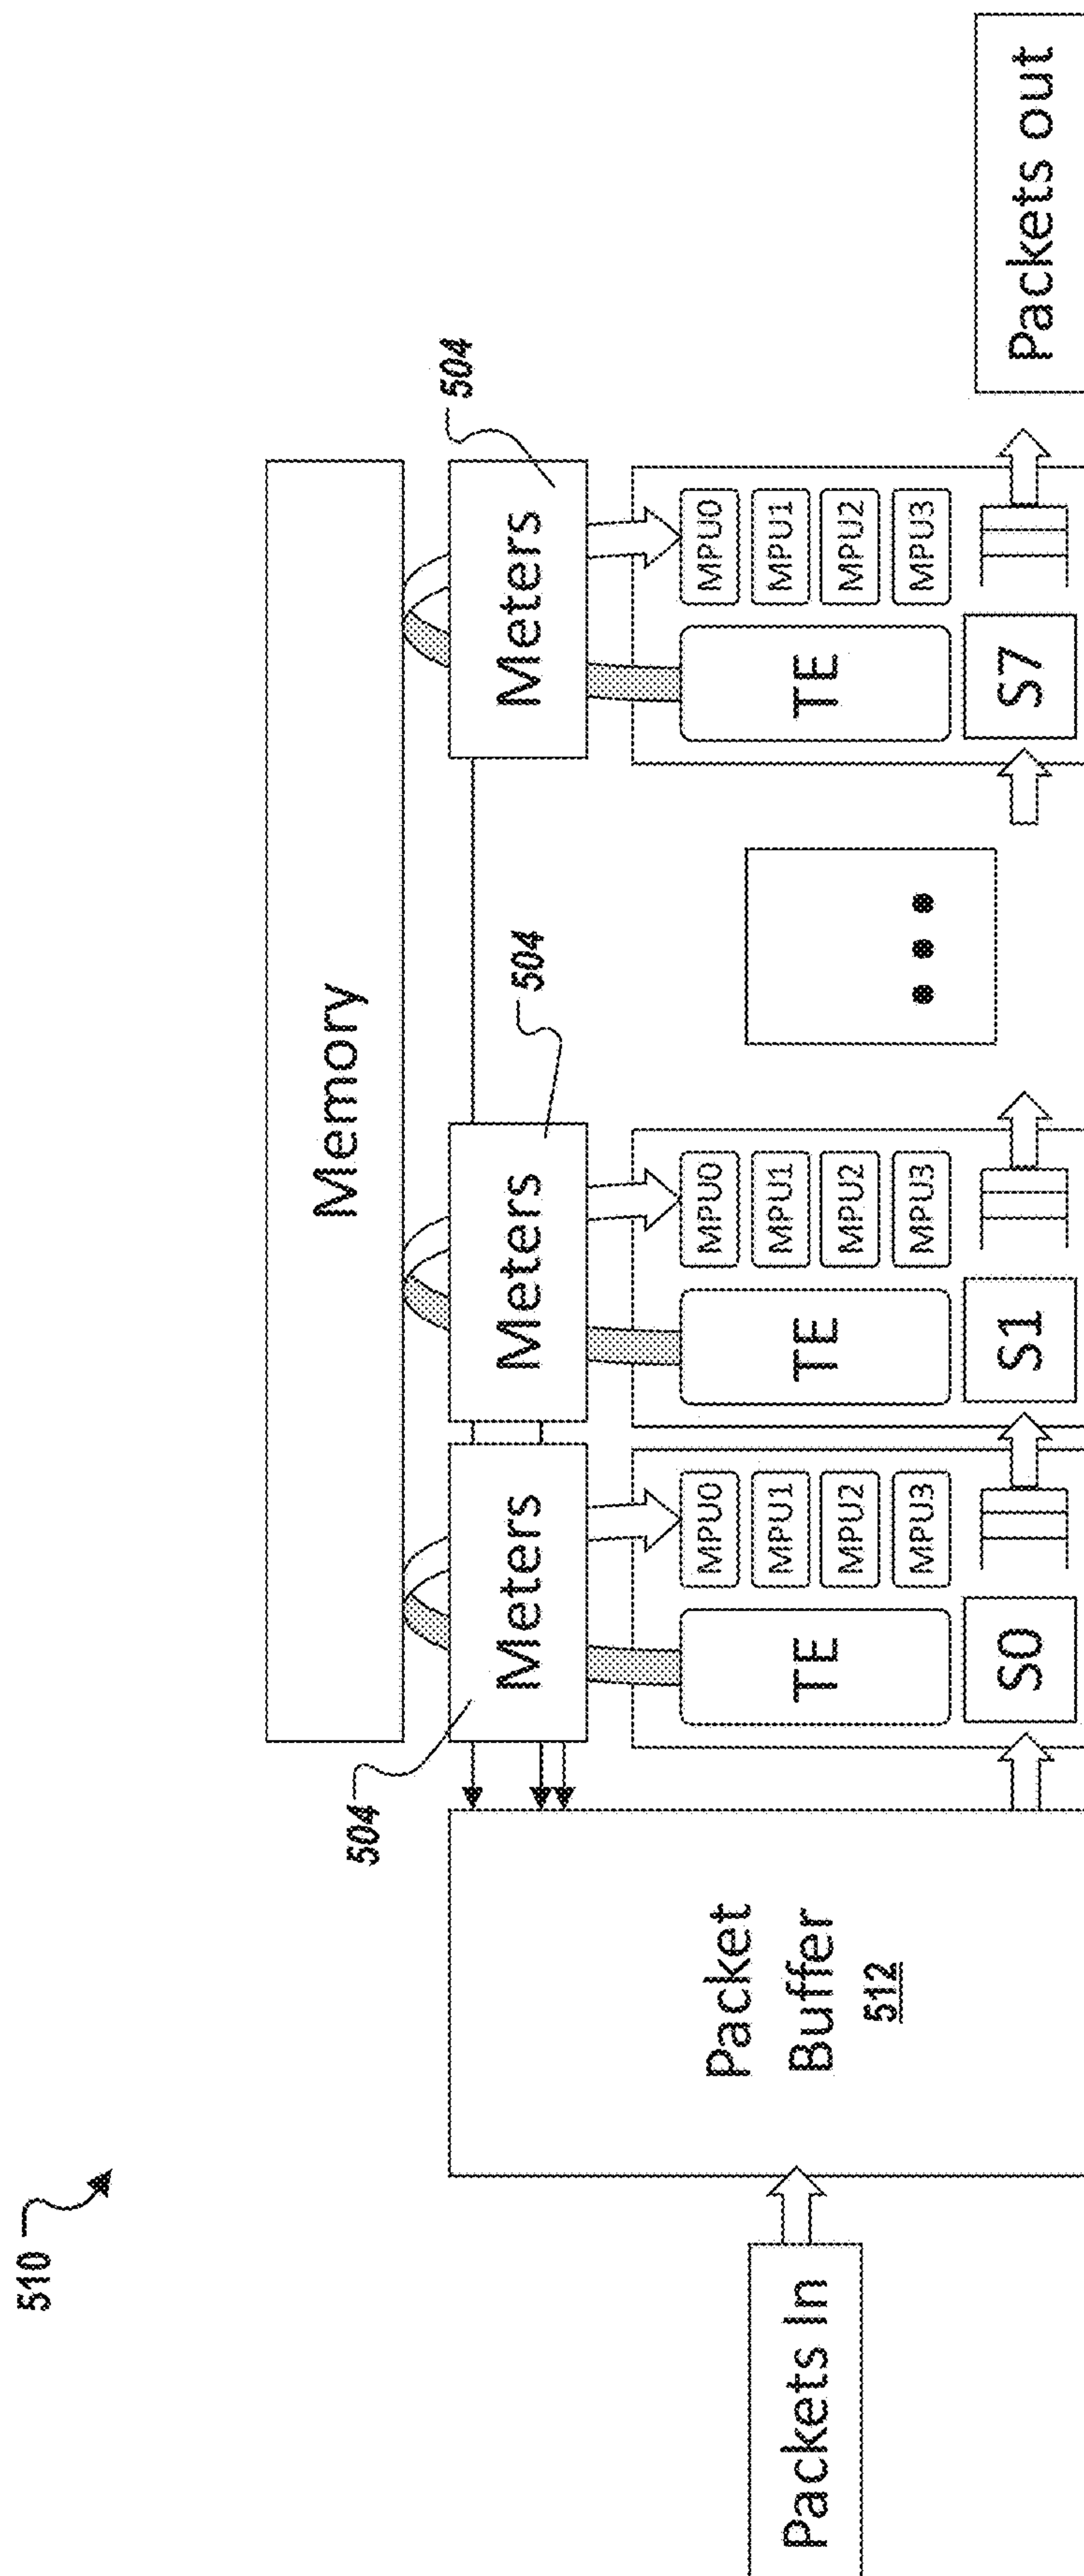 510
Memory
504
504
504
Meters
Meters
Meters
Packets In
Packet
Buffer
512
TE
MPU0
MPU1
MPU2
MPU3
S0
TE
MPU0
MPU1
MPU2
MPU3
S1
TE
MPU0
MPU1
MPU2
MPU3
S7
Packets out